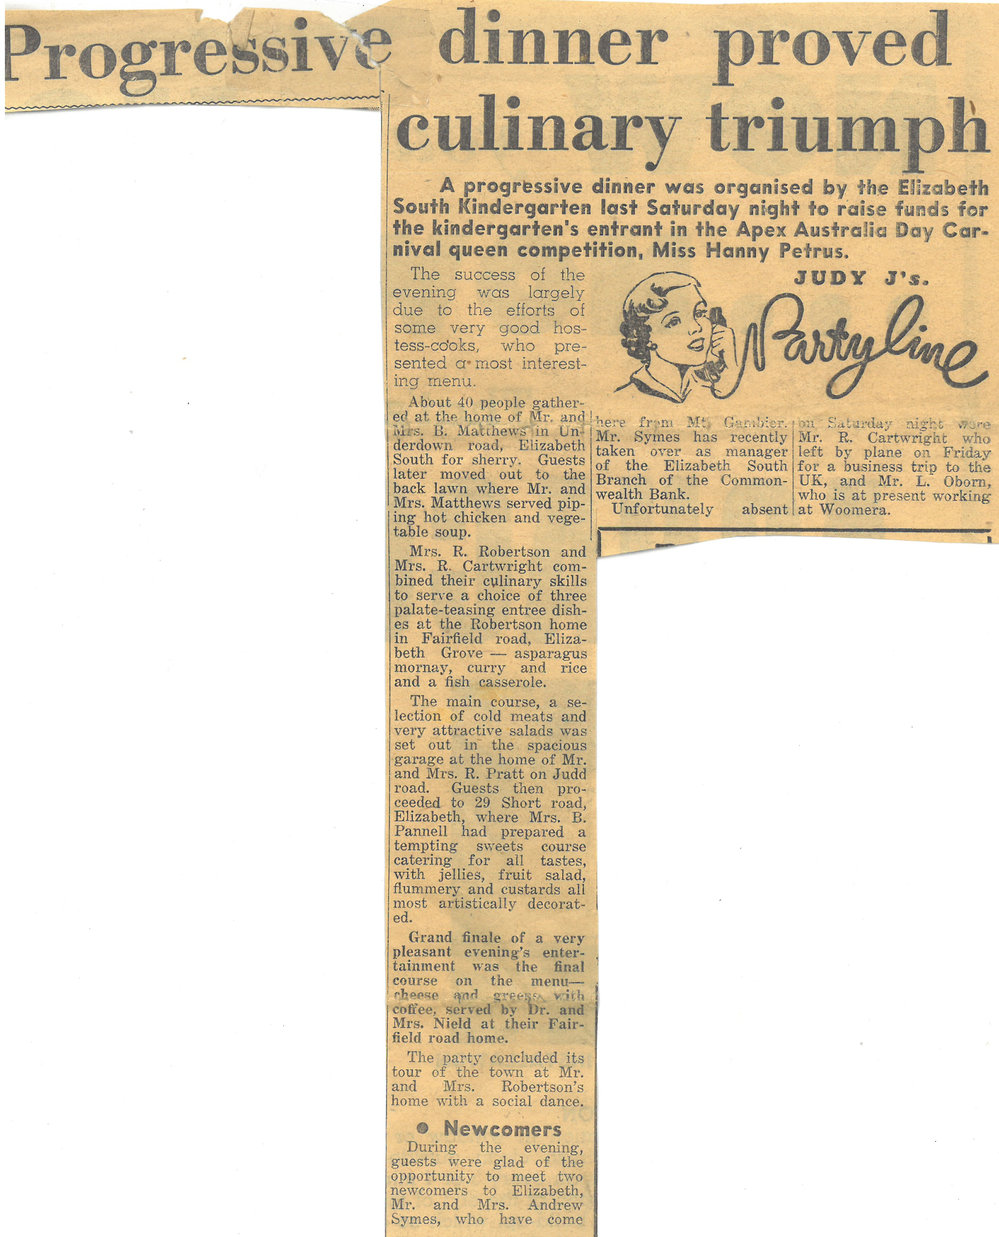 Progressive dinner proved
culinary triumph
A progressive dinner was organised by the Elizabeth
South Kindergarten last Saturday night to raise funds for
the kindergarten's entrant in the Apex Australia Day Car-
nival queen competition, Miss Hanny Petrus.
The success of the
evening was largely
due to the efforts of
some very good hos-
tess-cooks, who pre-
sented a most interest-
ing menu.
About 40 people gather-
ed at the home of Mr. and
Mrs. B. Matthews in Un-
derdown road, Elizabeth
South for sherry. Guests
later moved out to the
back lawn where Mr. and
Mrs. Matthews served pip-
ing hot chicken and vege-
table soup.
Mrs. R. Robertson and
Mrs. R. Cartwright com-
bined their culinary skills
to serve a choice of three
palate-teasing entree dish-
es at the Robertson home
in Fairfield road, Eliza-
beth Grove — asparagus
mornay, curry and rice
and a fish casserole.
The main course, a se-
lection of cold meats and
very attractive salads was
set out in the spacious
garage at the home of Mr.
and Mrs. R. Pratt on Judd
road. Guests then pro-
ceeded to 29 Short road,
Elizabeth, where Mrs. B.
Pannell had prepared a
tempting sweets course
catering for all tastes,
with jellies, fruit salad,
flummery and custards all
most artistically decorat-
ed.
Grand finale of a very
pleasant evening's enter-
tainment was the final
course on the menu—
cheese and greens with
coffee, served by Dr. and
Mrs. Nield at their Fair-
field road home.
The party concluded its
tour of the town at Mr.
and Mrs. Robertson's
home with a social dance.
● Newcomers
During the evening,
guests were glad of the
opportunity to meet two
newcomers to Elizabeth,
Mr. and Mrs. Andrew
Symes, who have come
JUDY J's.
Party line
here from Mt. Gambier.
Mr. Symes has recently
taken over as manager
of the Elizabeth South
Branch of the Common-
wealth Bank.
Unfortunately absent
on Saturday night were
Mr. R. Cartwright who
left by plane on Friday
for a business trip to the
UK, and Mr. L. Oborn,
who is at present working
at Woomera.